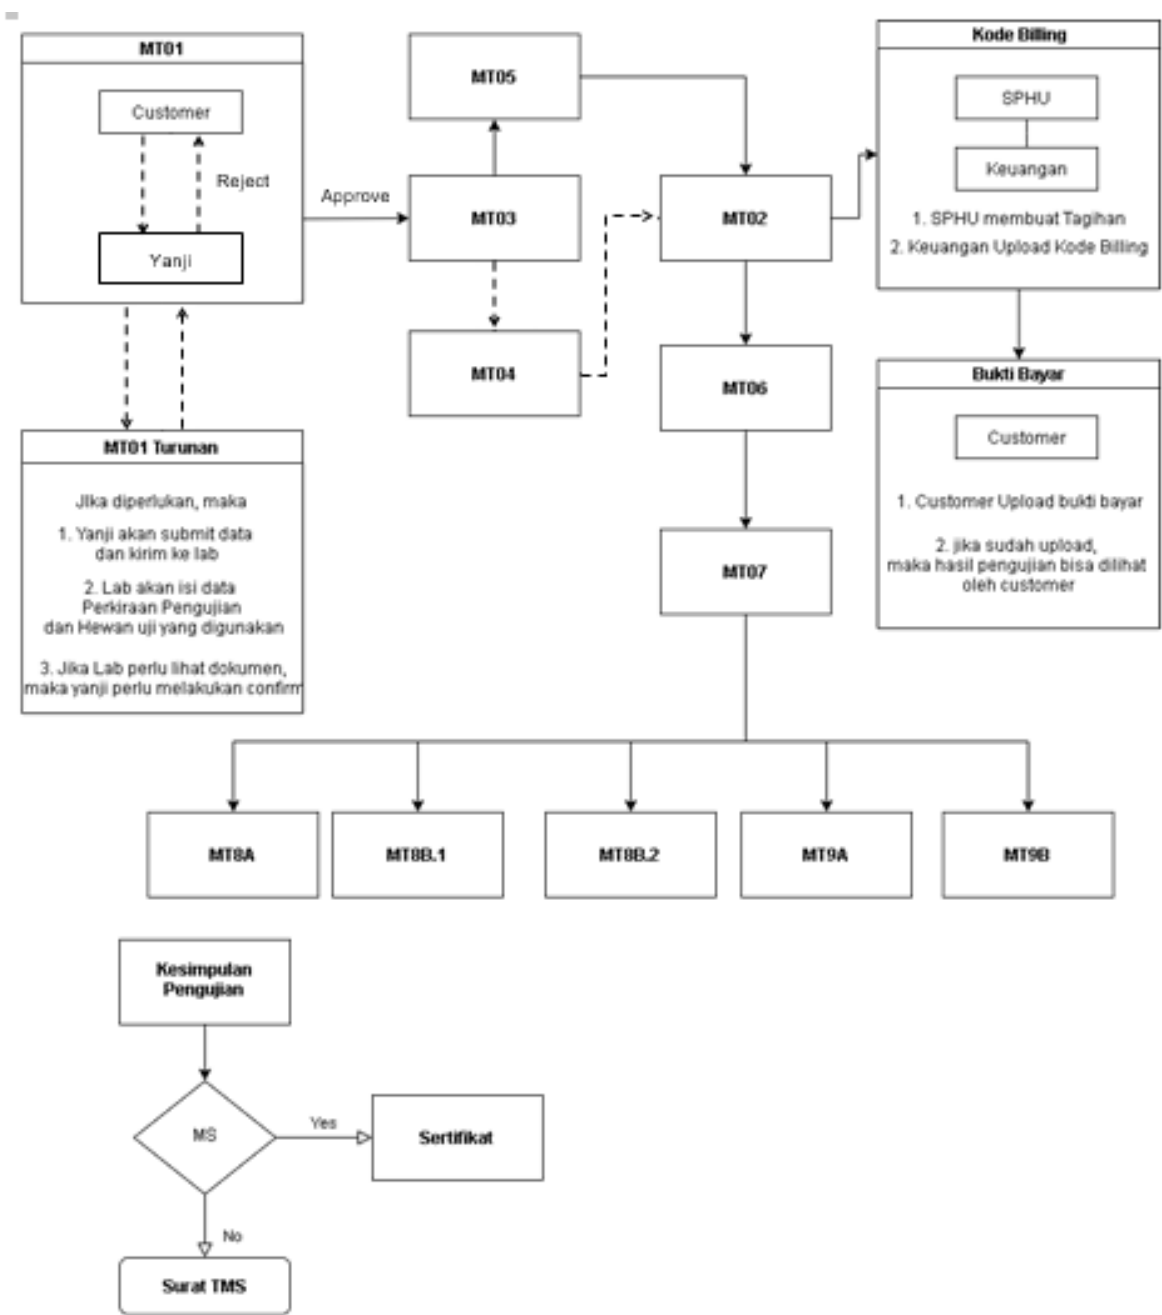 MT01
Customer
Reject
Yanji
Approve
MT05
MT03
MT04
MT02
MT06
MT07
Kode Billing
SPHU
Keuangan
1. SPHU membuat Tagihan
2. Keuangan Upload Kode Billing
Bukti Bayar
Customer
1. Customer Upload bukti bayar
2. jika sudah upload,
maka hasil pengujian bisa dilihat
oleh customer
MT01 Turunan
JIka diperlukan, maka
1. Yanji akan submit data
dan kirim ke lab
2. Lab akan isi data
Perkiraan Pengujian
dan Hewan uji yang digunakan
3. Jika Lab perlu lihat dokumen,
maka yanji perlu melakukan confirm
MT8A
MT8B.1
MT8B.2
MT9A
MT9B
Kesimpulan
Pengujian
MS
Yes
Sertifikat
No
Surat TMS